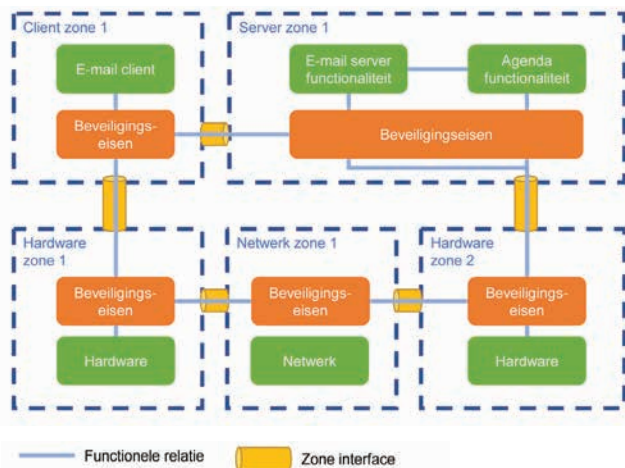 Client zone 1
Server zone 1
E-mail client
E-mail server
functionaliteit
Agenda
functionaliteit
Beveiligings-
eisen
Beveiligingseisen
Hardware
zone 1
Netwerk zone 1
Hardware
zone 2
Beveiligings-
eisen
Beveiligings-
eisen
Beveiligings-
eisen
Hardware
Netwerk
Hardware
Functionele relatie
Zone interface